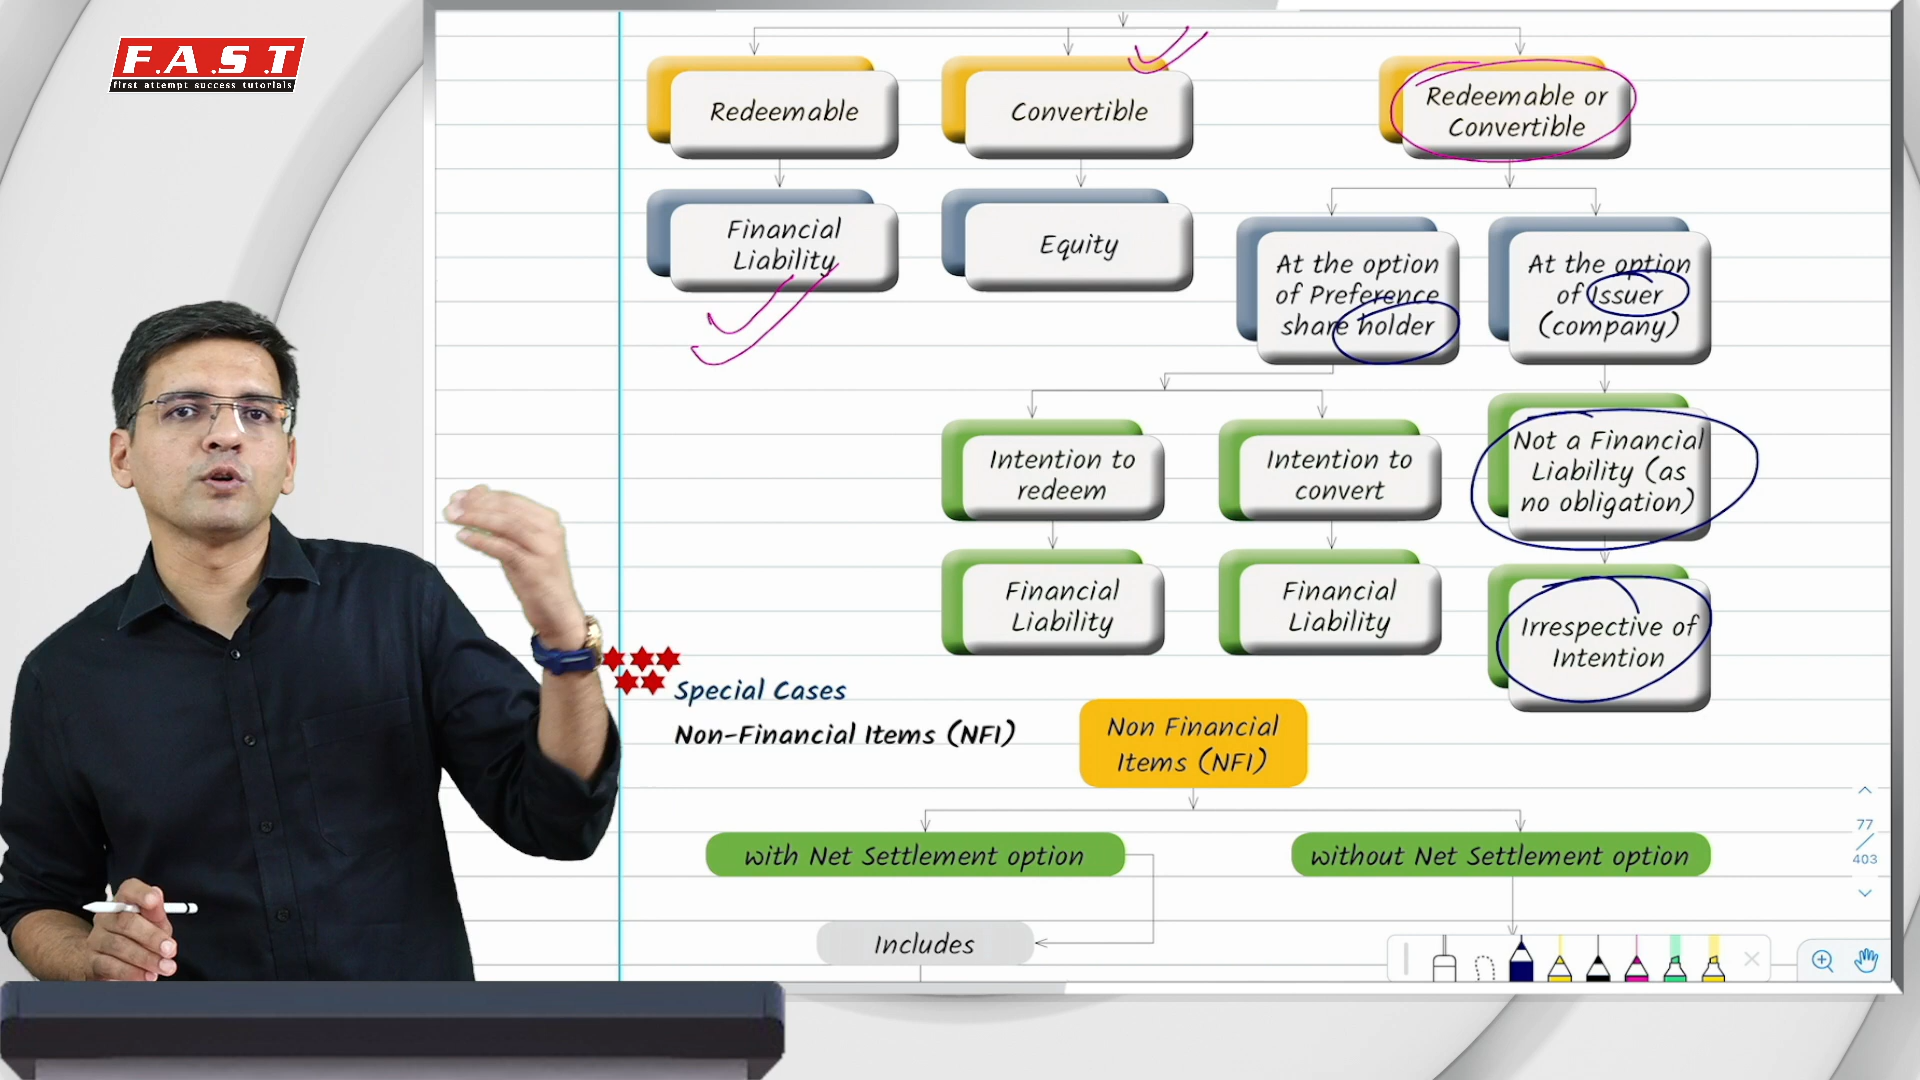 F.A.S.T
first attempt success tutorials
Redeemable
Convertible
Redeemable or
Convertible
Financial
Liability
Equity
At the option
of Preference
share holder
At the option
of Issuer
(company)
Intention to
redeem
Intention to
convert
Not a Financial
Liability (as
no obligation)
Financial
Liability
Financial
Liability
Irrespective of
Intention
Special Cases
Non-Financial Items (NFI)
Non Financial
Items (NFI)
with Net Settlement option
without Net Settlement option
Includes
77
403